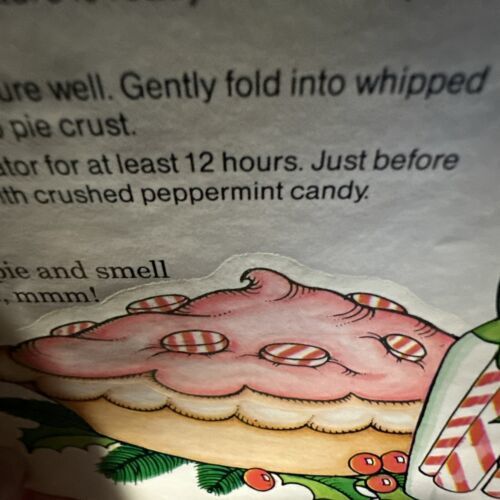 ure well. Gently fold into whipped
pie crust.
ator for at least 12 hours. Just before
ith crushed peppermint candy.
pie and smell
, mmm!